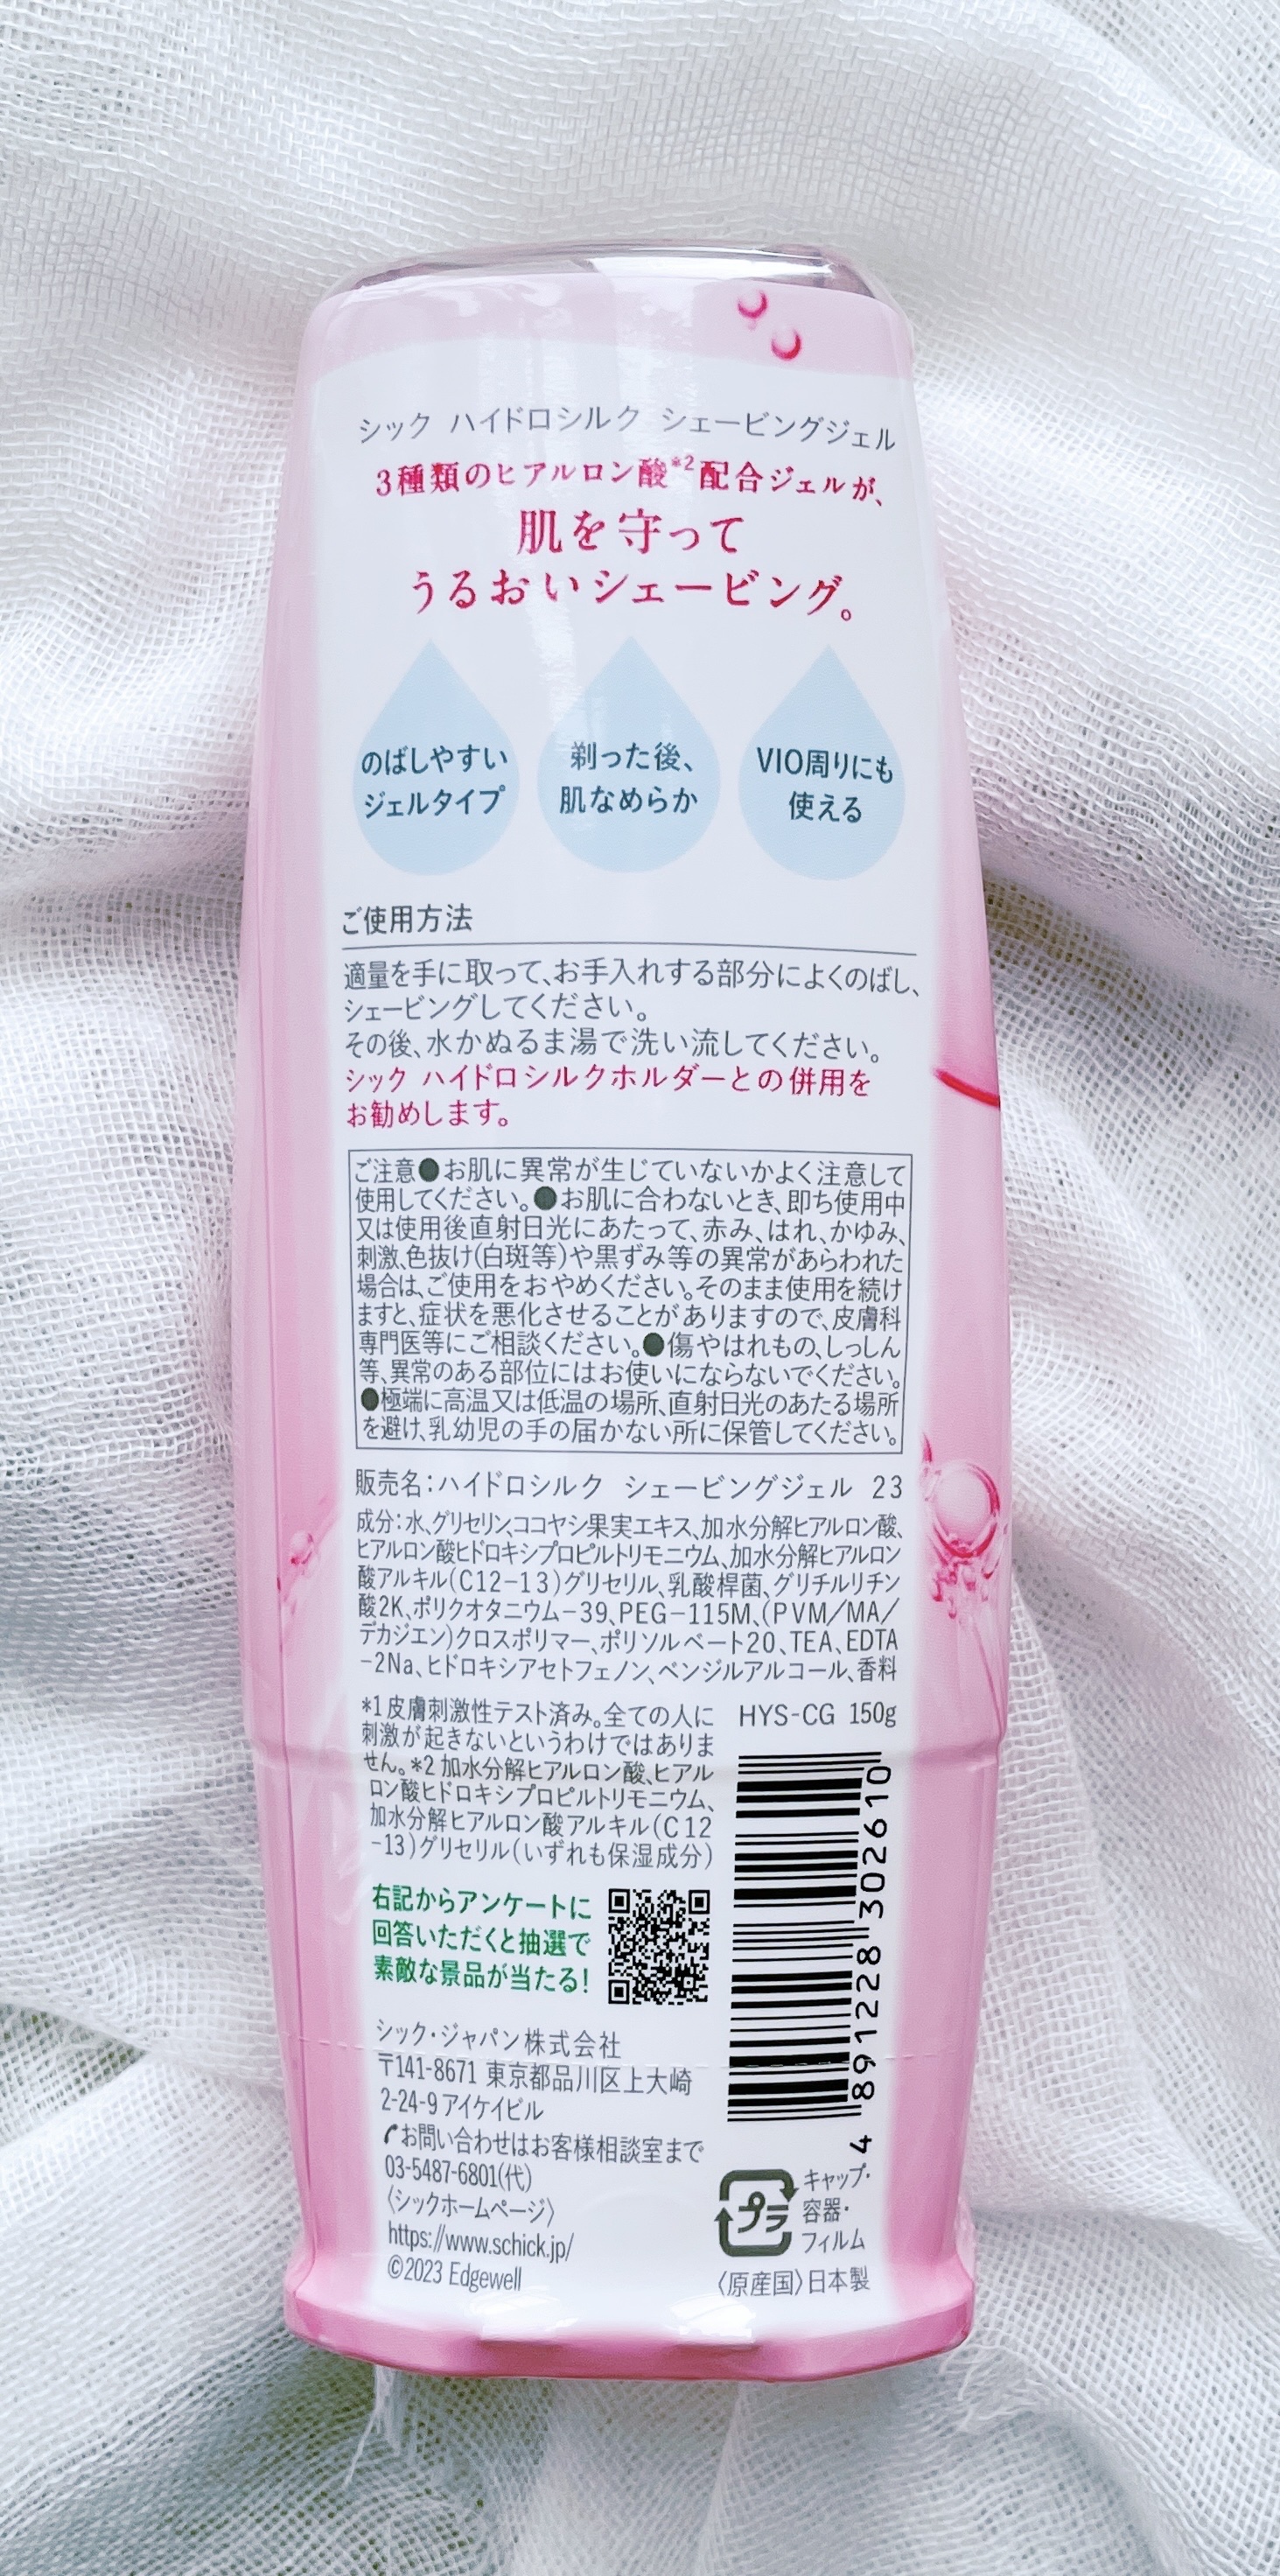 シック ハイドロシルク シェービングジェル
3種類のヒアルロン酸*2配合ジェルが、
肌を守って
うるおいシェービング。
のばしやすい
ジェルタイプ
剃った後、
肌なめらか
VIO周りにも
使える
ご使用方法
適量を手に取って、お手入れする部分によくのばし、
シェービングしてください。
その後、水かぬるま湯で洗い流してください。
シック ハイドロシルクホルダーとの併用を
お勧めします。
ご注意●お肌に異常が生じていないかよく注意して
使用してください。●お肌に合わないとき、即ち使用中
又は使用後直射日光にあたって、赤み、はれ、かゆみ、
刺激、色抜け(白斑等)や黒ずみ等の異常があらわれた
場合は、ご使用をおやめください。そのまま使用を続け
ますと、症状を悪化させることがありますので、皮膚科
専門医等にご相談ください。●傷やはれもの、しっしん
等、異常のある部位にはお使いにならないでください。
●極端に高温又は低温の場所、直射日光のあたる場所
を避け、乳幼児の手の届かない所に保管してください。
販売名:ハイドロシルク シェービングジェル 23
成分:水、グリセリン、ココヤシ果実エキス、加水分解ヒアルロン酸、
ヒアルロン酸ヒドロキシプロピルトリモニウム、加水分解ヒアルロン
酸アルキル(C12-13)グリセリル、乳酸桿菌、グリチルリチン
酸2K、ポリクオタニウム-39、PEG-115M、(PVM/MA/
デカジエン)クロスポリマー、ポリソルベート20、TEA、EDTA
-2Na、ヒドロキシアセトフェノン、ベンジルアルコール、香料
*1 皮膚刺激性テスト済み。全ての人に
刺激が起きないというわけではありま
せん。*2 加水分解ヒアルロン酸、ヒアル
ロン酸ヒドロキシプロピルトリモニウム、
加水分解ヒアルロン酸アルキル(C12
-13)グリセリル(いずれも保湿成分)
HYS-CG 150g
4 891228 302610
右記からアンケートに
回答いただくと抽選で
素敵な景品が当たる!
シック・ジャパン株式会社
〒141-8671 東京都品川区上大崎
2-24-9 アイケイビル
お問い合わせはお客様相談室まで
03-5487-6801(代)
〈シックホームページ〉
https://www.schick.jp/
©2023 Edgewell
プラ
キャップ・
容器・
フィルム
〈原産国〉日本製